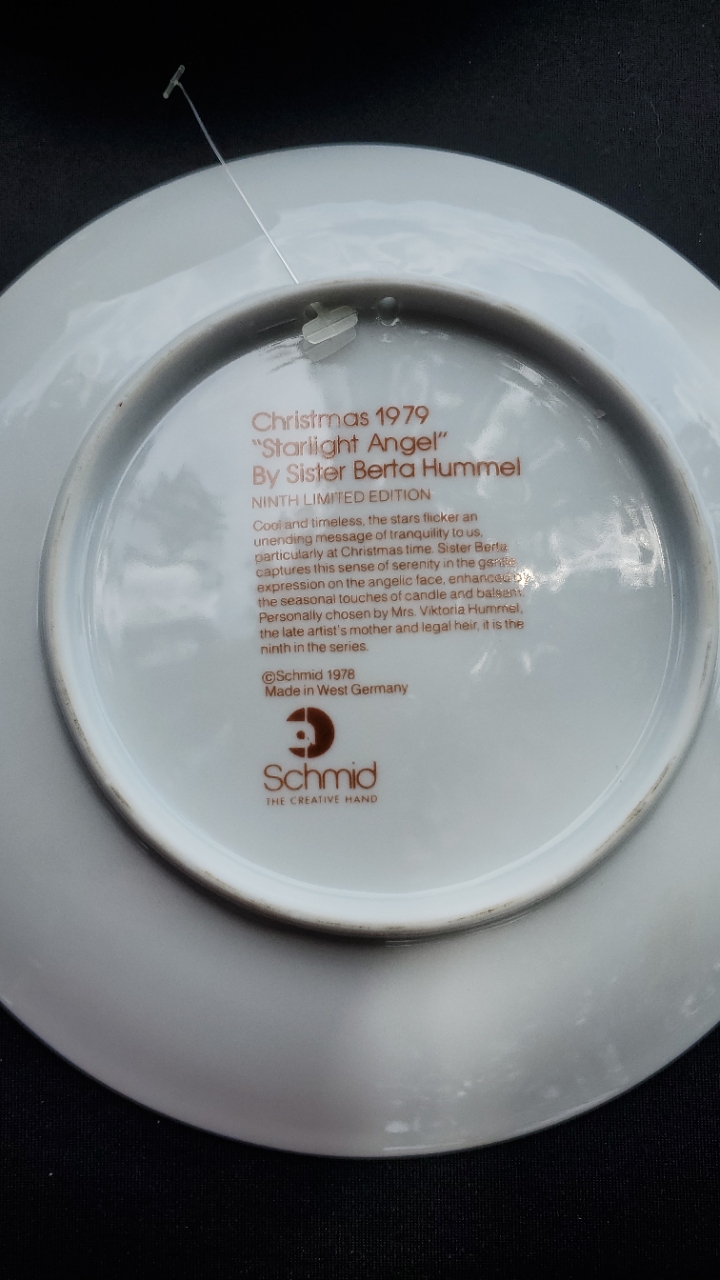 Christmas 1979
"Starlight Angel"
By Sister Berta Hummel
NINTH LIMITED EDITION
Cool and timeless, the stars flicker an
unending message of tranquility to us,
particularly at Christmas time. Sister Berta
captures this sense of serenity in the gentle
expression on the angelic face, enhanced by
the seasonal touches of candle and balsam.
Personally chosen by Mrs. Viktoria Hummel,
the late artist's mother and legal heir, it is the
ninth in the series.
©Schmid 1978
Made in West Germany
Schmid
THE CREATIVE HAND